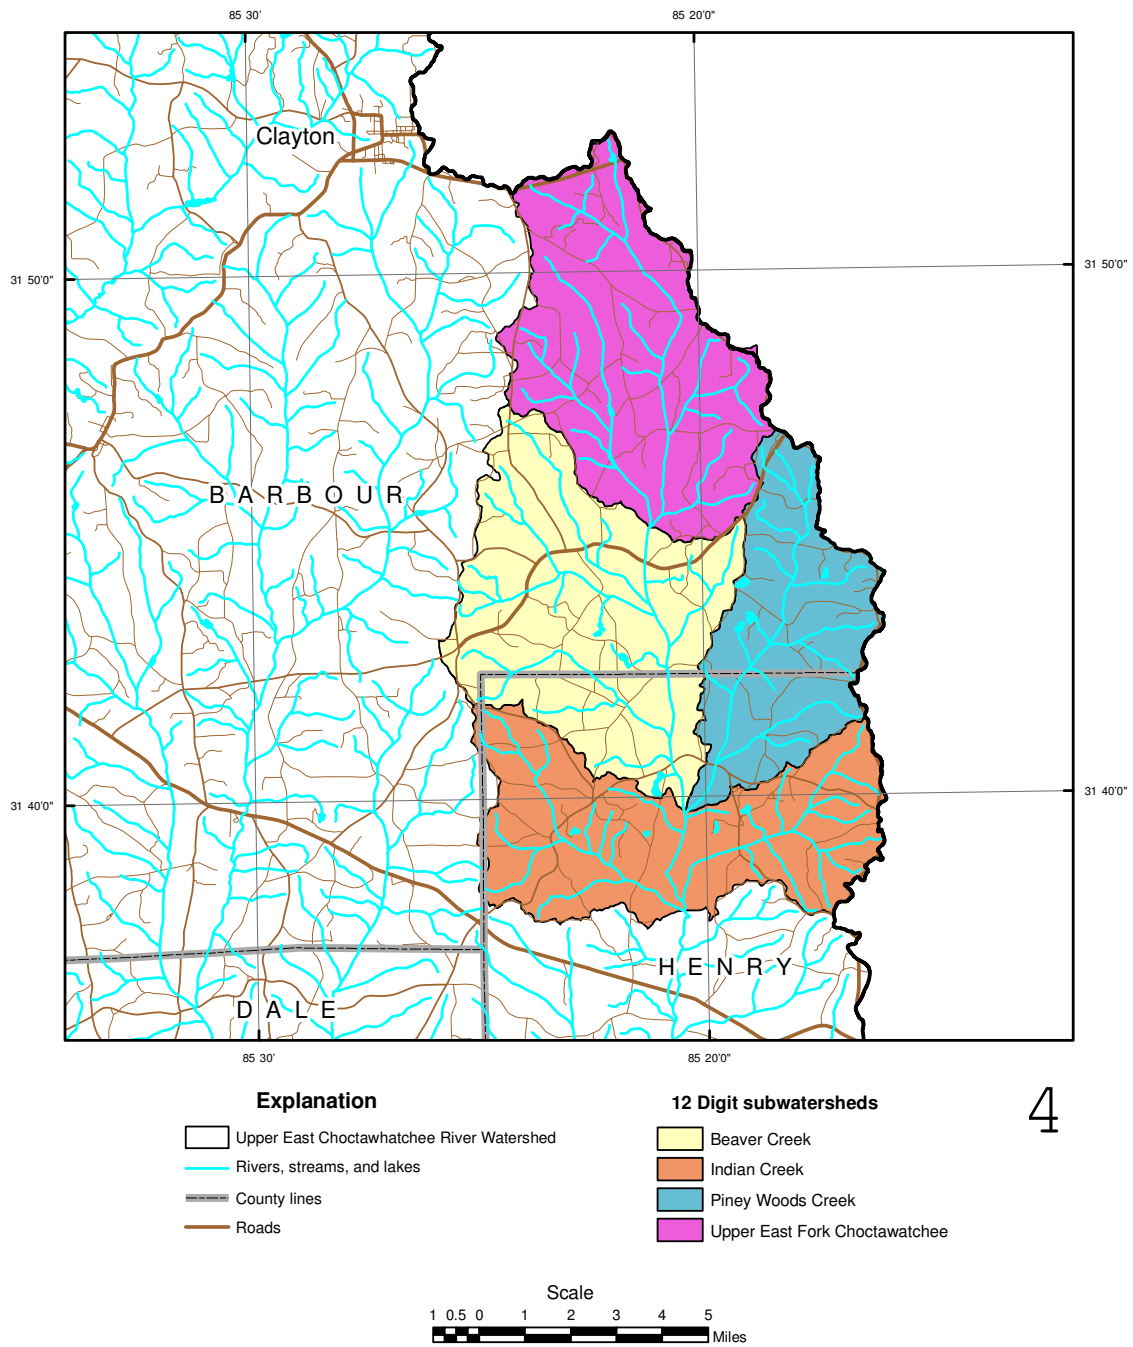 85 30' 85 20'0"
Clayton
31 50'0" 31 50'0"
BARBOUR
31 40'0" 31 40'0"
HENRY
DALE
85 30' 85 20'0"
Explanation
Upper East Choctawhatchee River Watershed
Rivers, streams, and lakes
County lines
Roads
12 Digit subwatersheds
Beaver Creek
Indian Creek
Piney Woods Creek
Upper East Fork Choctawatchee
4
Scale
1 0.5 0 1 2 3 4 5
Miles